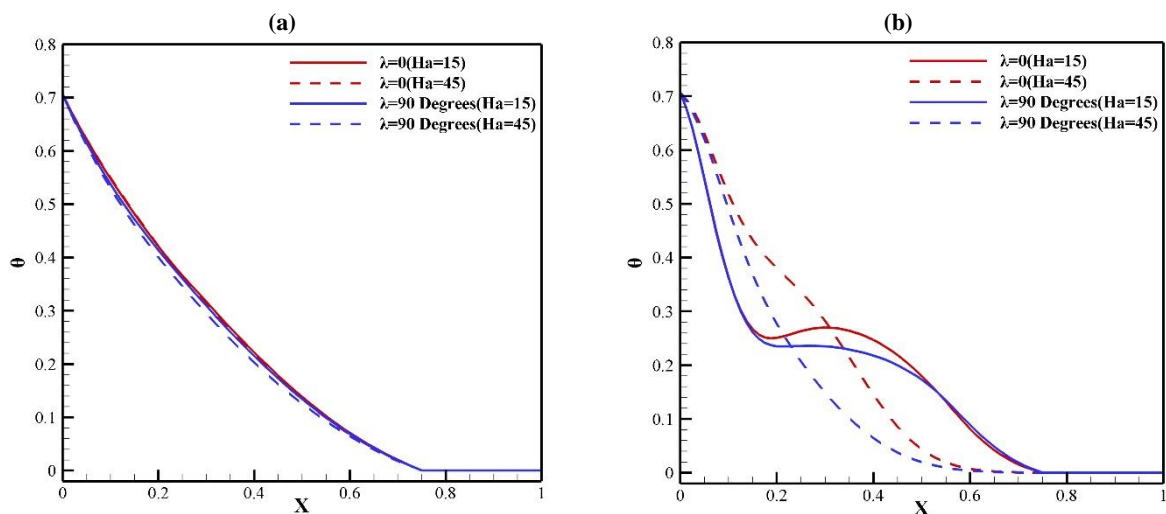 (a)
0.8
0.7
0.6
0.5
0.4
0.3
0.2
0.1
0
θ
λ=0(Ha=15)
λ=0(Ha=45)
λ=90 Degrees(Ha=15)
λ=90 Degrees(Ha=45)
0 0.2 0.4 0.6 0.8 1
X
(b)
0.8
0.7
0.6
0.5
0.4
0.3
0.2
0.1
0
θ
λ=0(Ha=15)
λ=0(Ha=45)
λ=90 Degrees(Ha=15)
λ=90 Degrees(Ha=45)
0 0.2 0.4 0.6 0.8 1
X